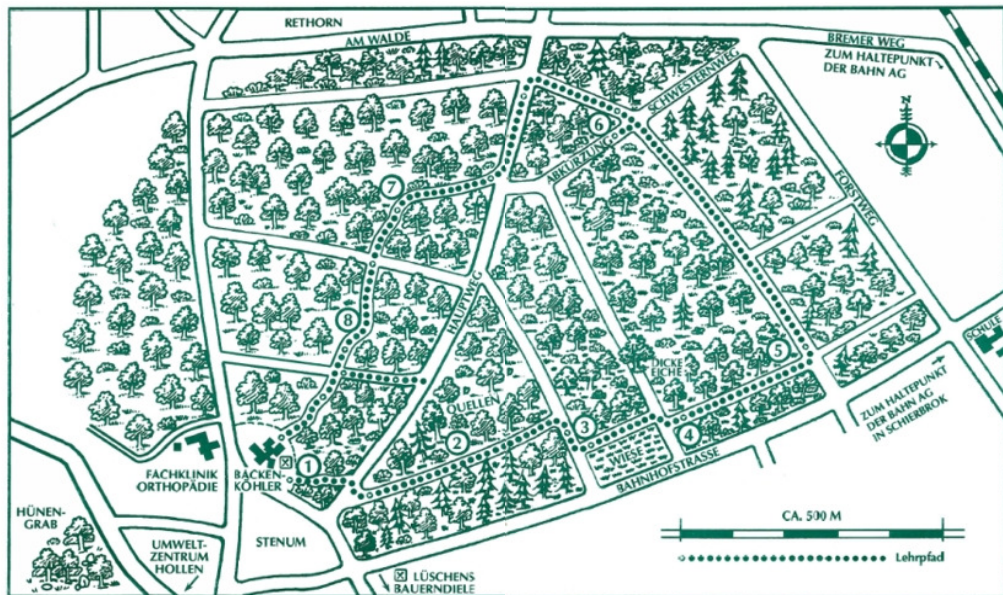 RETHORN
AM WALDE
BREMER WEG
ZUM HALTEPUNKT
DER BAHN AG
SCHWESTERNWEG
N
6
ABKÜRZUNG
7
FORSTWEG
HAUPTWEG
8
5
SCHULE
DICKE
EICHE
QUELLEN
ZUM HALTEPUNKT
DER BAHN AG
IN SCHIERBROK
2
3
4
WIESE
BAHNHOFSTRASSE
1
FACHKLINIK
ORTHOPÄDIE
BACKEN-
KÖHLER
HÜNEN-
GRAB
UMWELT-
ZENTRUM
HOLLEN
STENUM
LÜSCHENS
BAUERNDIELE
CA. 500 M
Lehrpfad